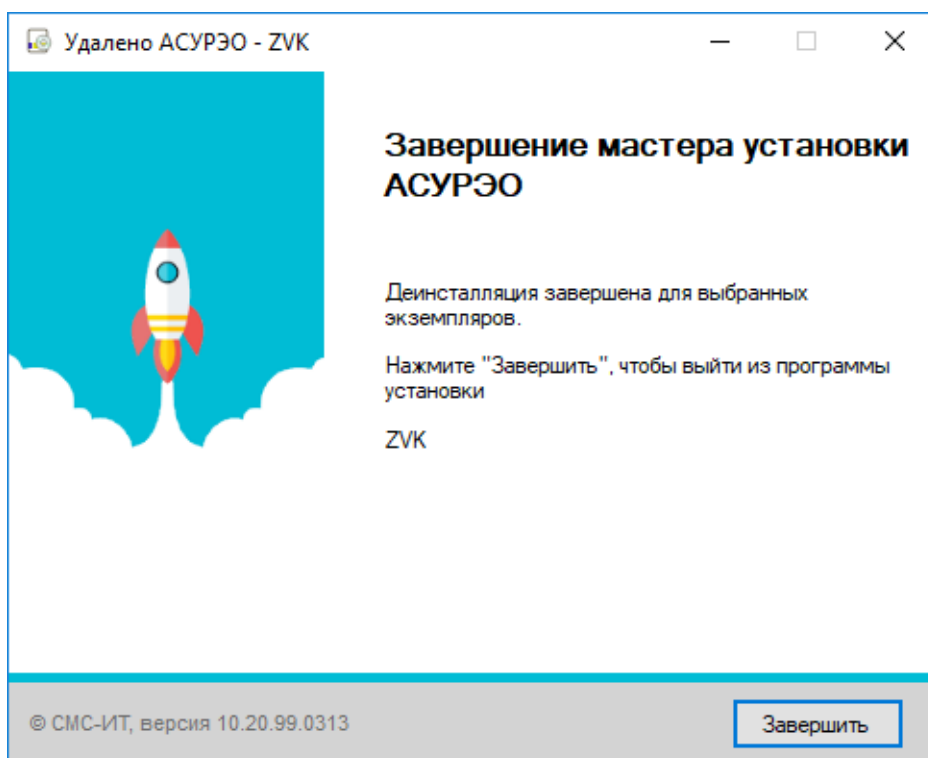 Удалено АСУРЭО - ZVK
Завершение мастера установки
АСУРЭО
Деинсталляция завершена для выбранных
экземпляров.
Нажмите "Завершить", чтобы выйти из программы
установки
ZVK
© СМС-ИТ, версия 10.20.99.0313
Завершить